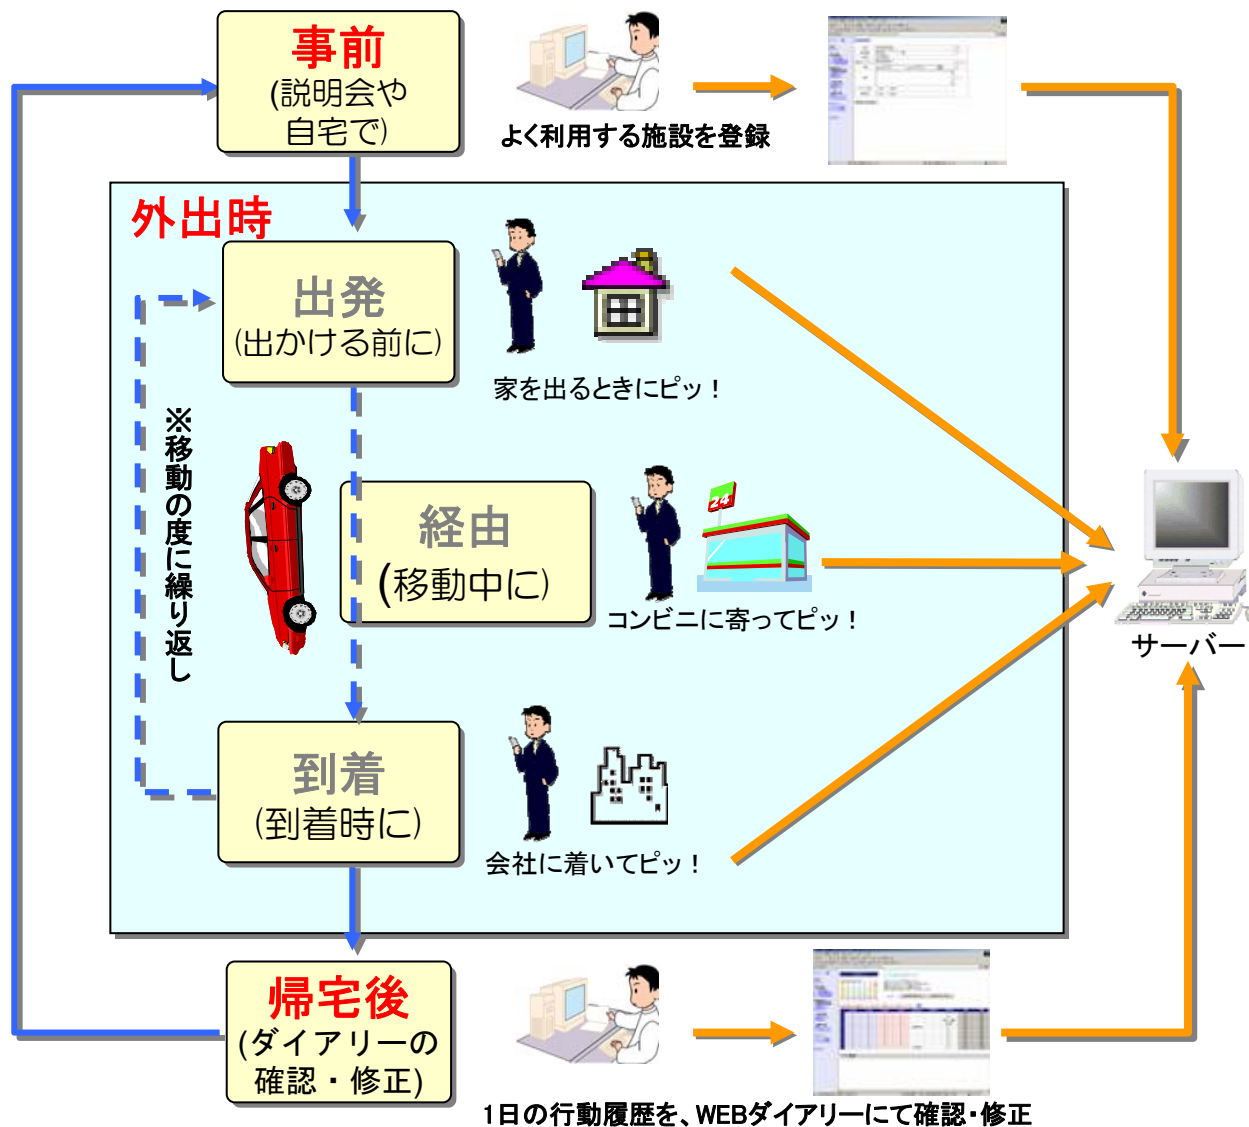 事前
(説明会や
自宅で)
よく利用する施設を登録
外出時
出発
(出かける前に)
家を出るときにピッ！
※移動の度に繰り返し
24
経由
(移動中に)
コンビニに寄ってピッ！
サーバー
到着
(到着時に)
会社に着いてピッ！
帰宅後
(ダイアリーの
確認・修正)
1日の行動履歴を、WEBダイアリーにて確認・修正